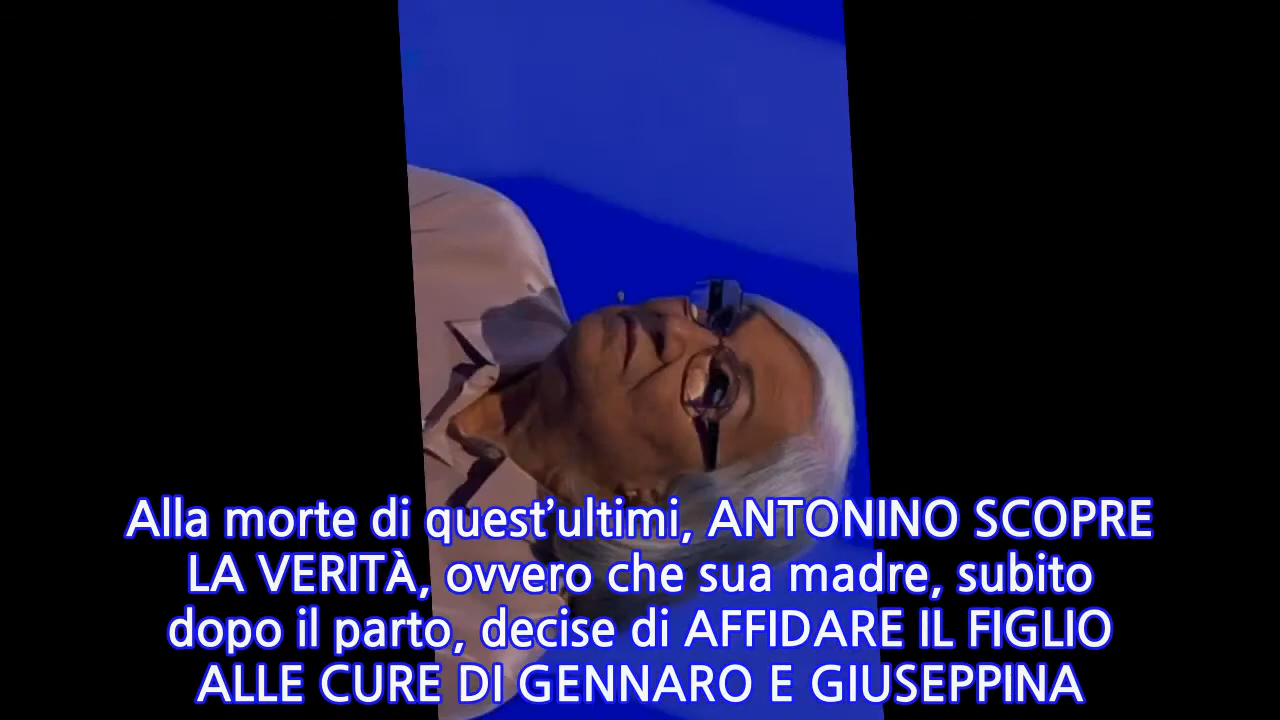 Alla morte di quest'ultimi, ANTONINO SCOPRE
LA VERITÀ, ovvero che sua madre, subito
dopo il parto, decise di AFFIDARE IL FIGLIO
ALLE CURE DI GENNARO E GIUSEPPINA